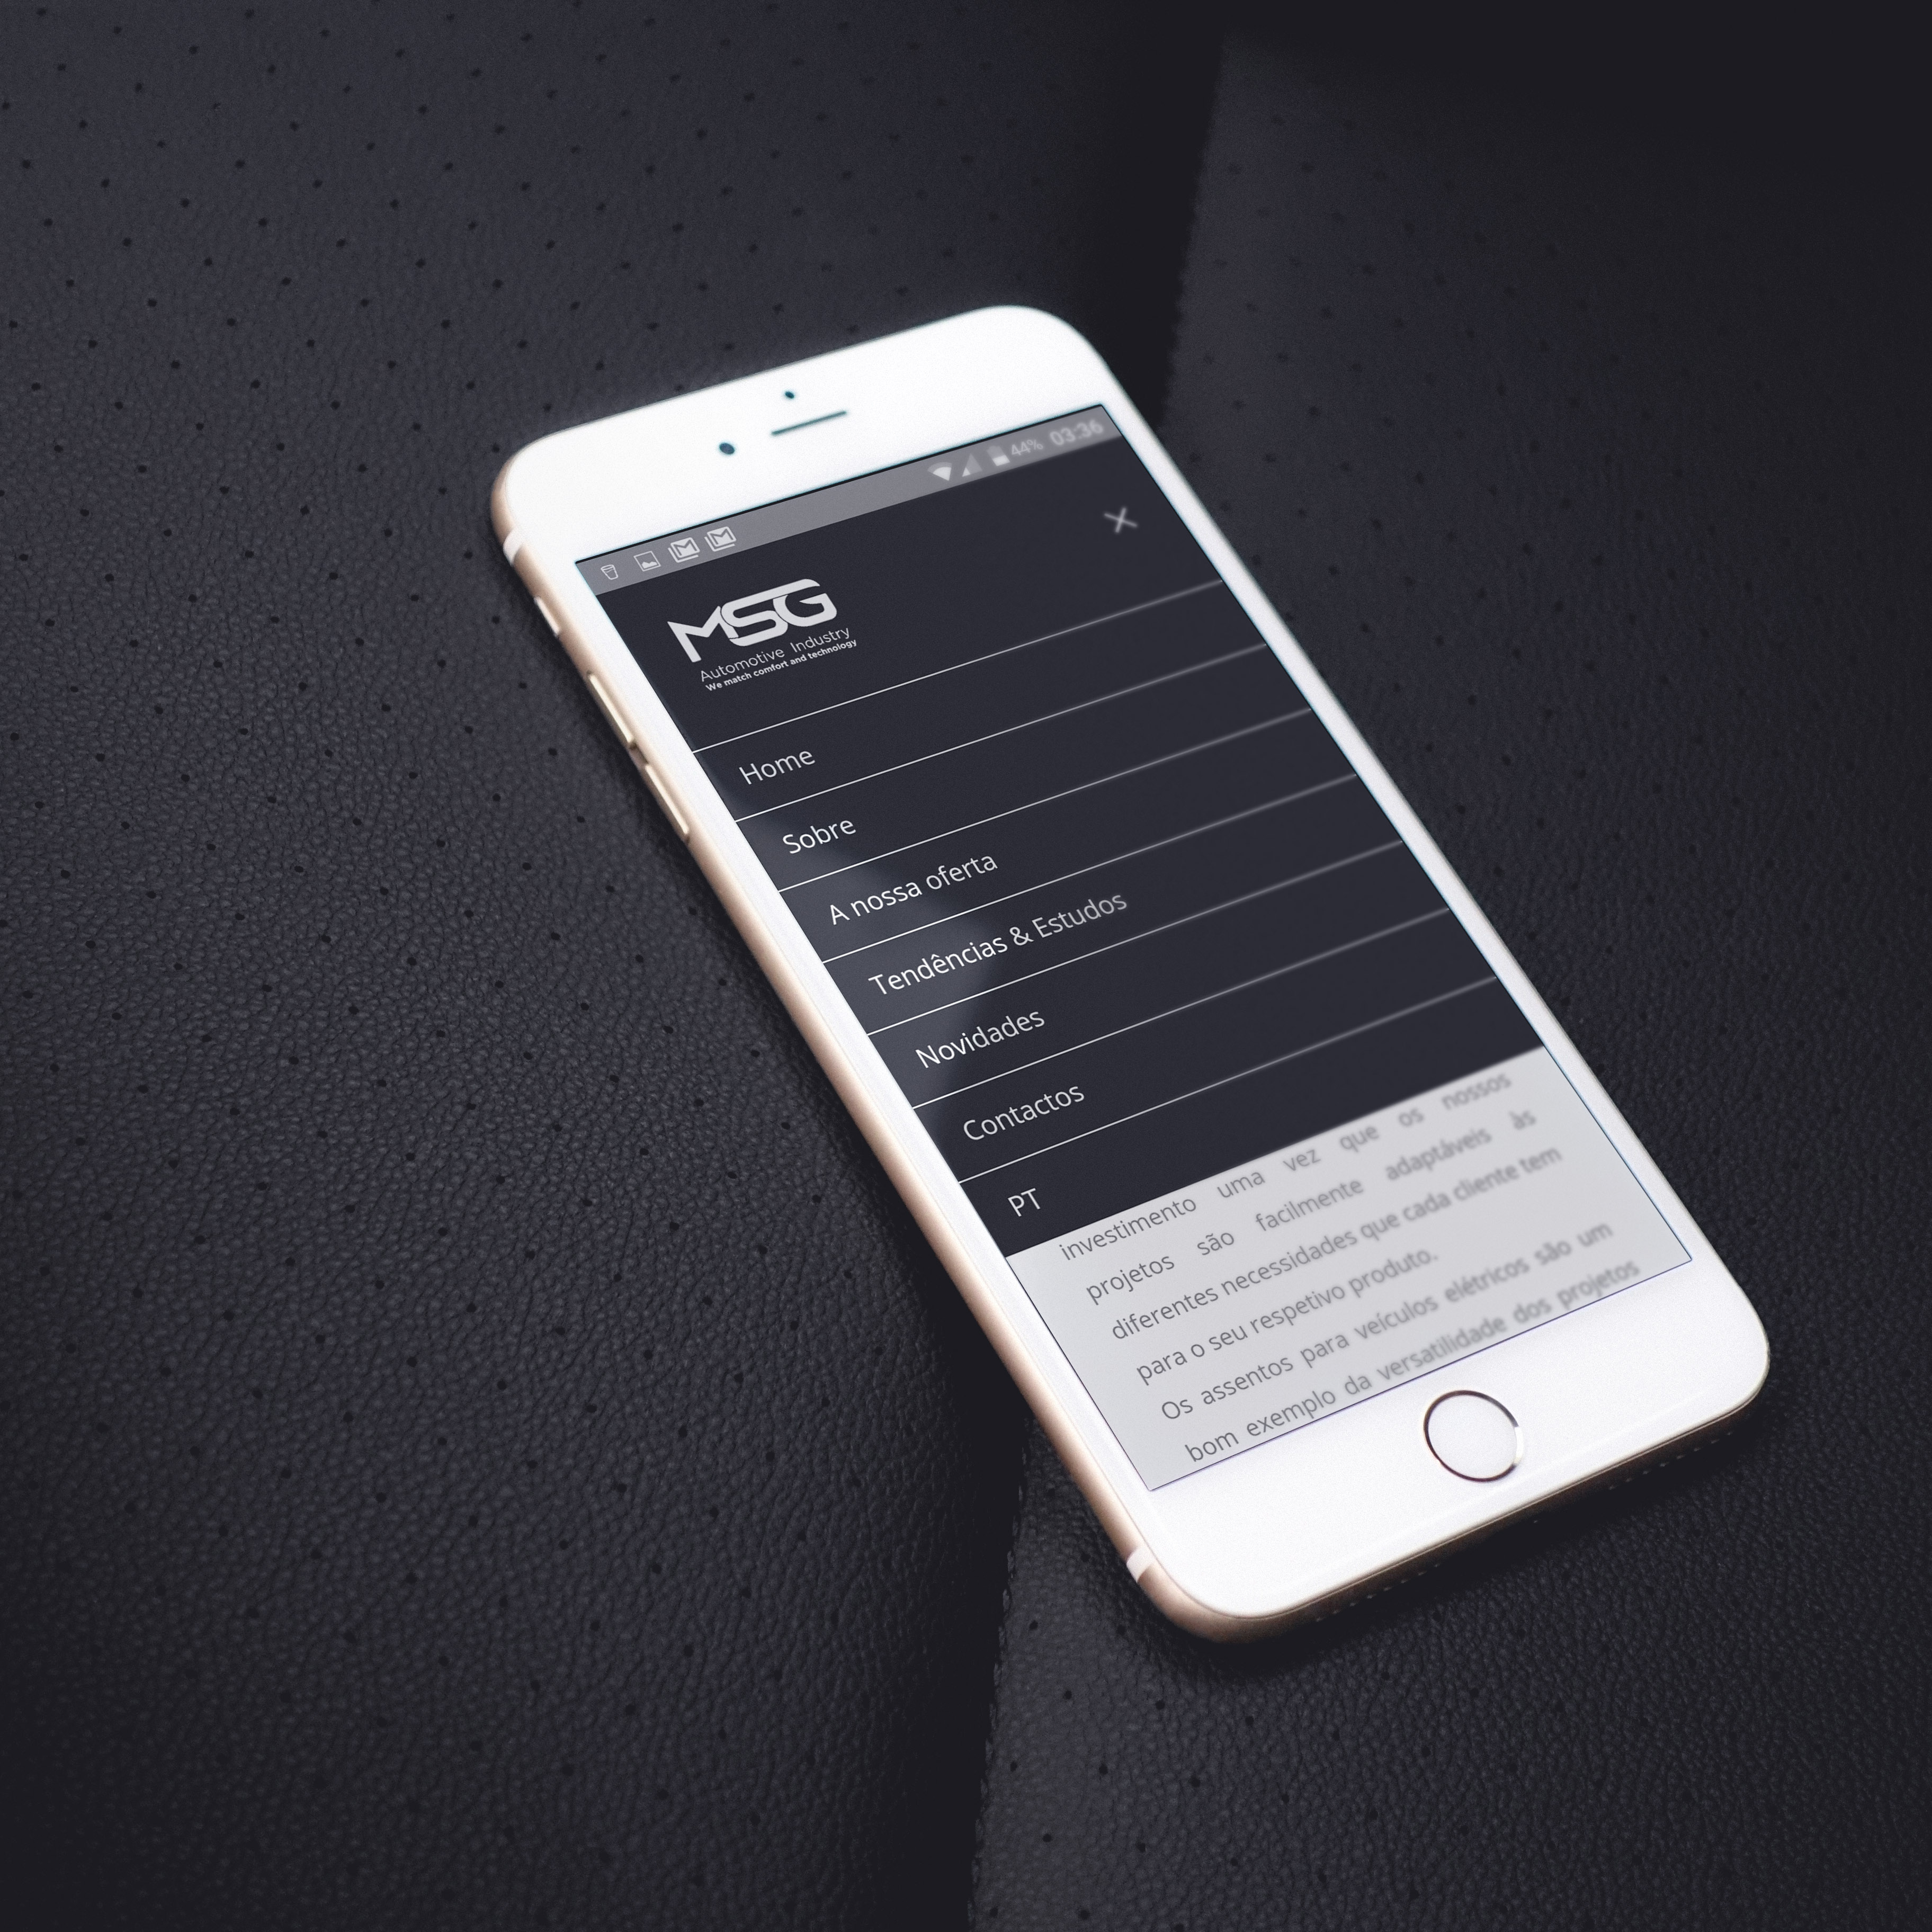 44% 03:36
MSG
Automotive Industry
We match comfort and technology
Home
Sobre
A nossa oferta
Tendências & Estudos
Novidades
Contactos
PT
investimento uma vez que os nossos
projetos são facilmente adaptáveis às
diferentes necessidades que cada cliente tem
para o seu respetivo produto.
Os assentos para veículos elétricos são um
bom exemplo da versatilidade dos projetos